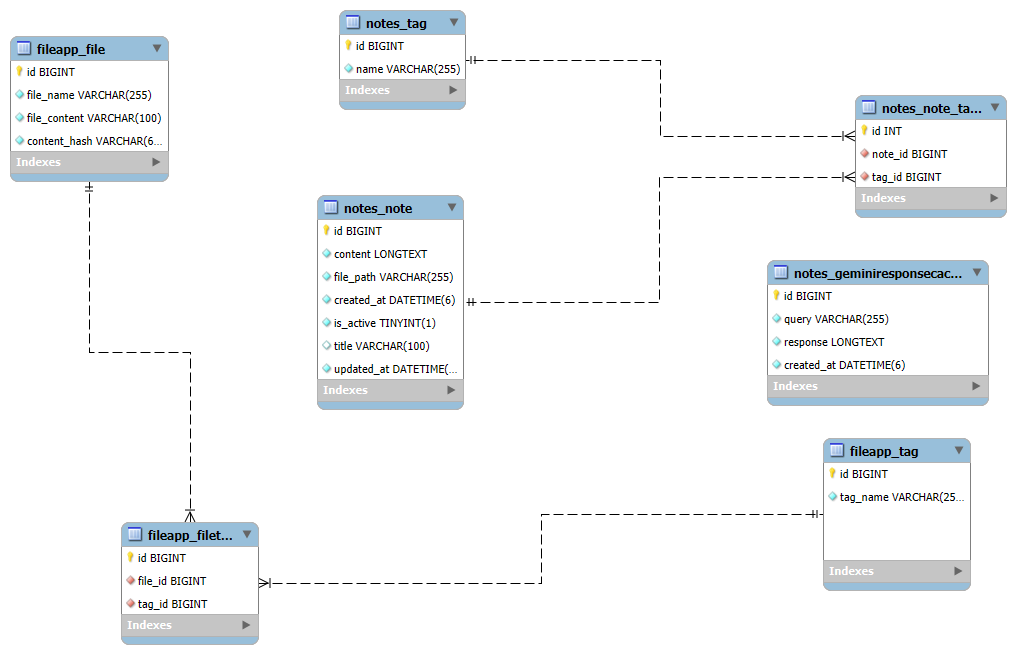 notes_tag
id BIGINT
name VARCHAR(255)
Indexes
fileapp_file
id BIGINT
file_name VARCHAR(255)
file_content VARCHAR(100)
content_hash VARCHAR(6...
Indexes
notes_note_ta...
id INT
note_id BIGINT
tag_id BIGINT
Indexes
notes_note
id BIGINT
content LONGTEXT
file_path VARCHAR(255)
created_at DATETIME(6)
is_active TINYINT(1)
title VARCHAR(100)
updated_at DATETIME(...
Indexes
notes_geminiresponsecac...
id BIGINT
query VARCHAR(255)
response LONGTEXT
created_at DATETIME(6)
Indexes
fileapp_tag
id BIGINT
tag_name VARCHAR(25...
Indexes
fileapp_filet...
id BIGINT
file_id BIGINT
tag_id BIGINT
Indexes